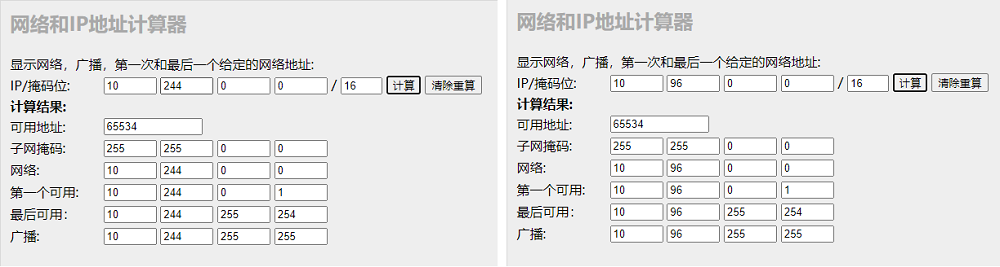 网络和IP地址计算器
显示网络，广播，第一次和最后一个给定的网络地址:
IP/掩码位: 10 244 0 0 / 16 计算 清除重算
计算结果:
可用地址: 65534
子网掩码: 255 255 0 0
网络: 10 244 0 0
第一个可用: 10 244 0 1
最后可用: 10 244 255 254
广播: 10 244 255 255
网络和IP地址计算器
显示网络，广播，第一次和最后一个给定的网络地址:
IP/掩码位: 10 96 0 0 / 16 计算 清除重算
计算结果:
可用地址: 65534
子网掩码: 255 255 0 0
网络: 10 96 0 0
第一个可用: 10 96 0 1
最后可用: 10 96 255 254
广播: 10 96 255 255